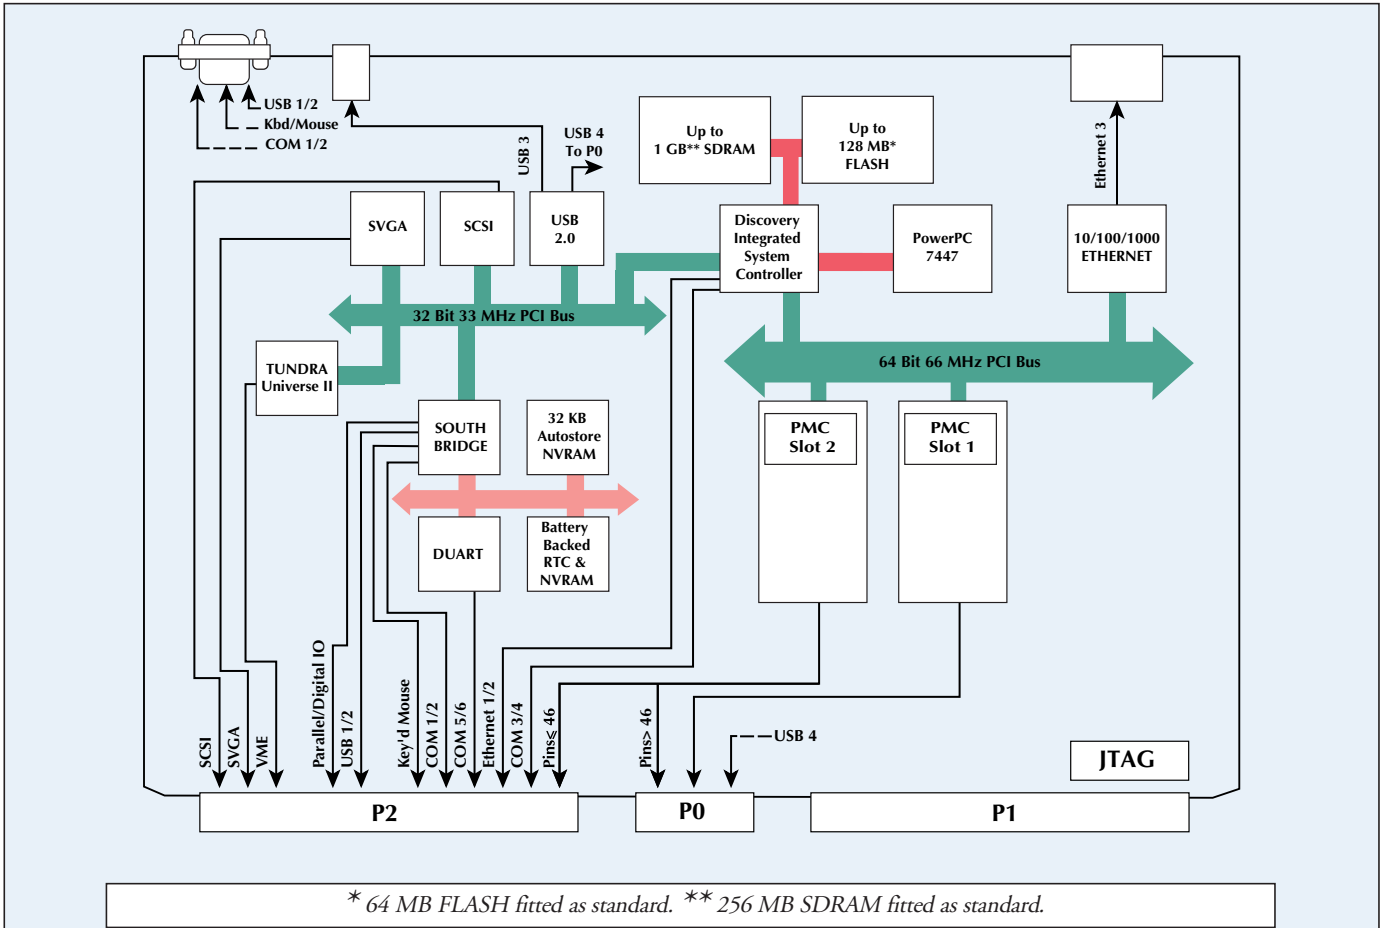 USB 1/2
Kbd/Mouse
COM 1/2
USB 3
USB 4
To P0
Up to
1 GB** SDRAM
Up to
128 MB*
FLASH
Ethernet 3
SVGA
SCSI
USB
2.0
Discovery
Integrated
System
Controller
PowerPC
7447
10/100/1000
ETHERNET
32 Bit 33 MHz PCI Bus
64 Bit 66 MHz PCI Bus
TUNDRA
Universe II
SOUTH
BRIDGE
32 KB
Autostore
NVRAM
PMC
Slot 2
PMC
Slot 1
DUART
Battery
Backed
RTC &
NVRAM
SCSI
SVGA
VME
Parallel/Digital IO
USB 1/2
Key'd Mouse
COM 1/2
COM 5/6
Ethernet 1/2
COM 3/4
Pins⩽ 46
Pins> 46
USB 4
JTAG
P2
P0
P1
* 64 MB FLASH fitted as standard. ** 256 MB SDRAM fitted as standard.